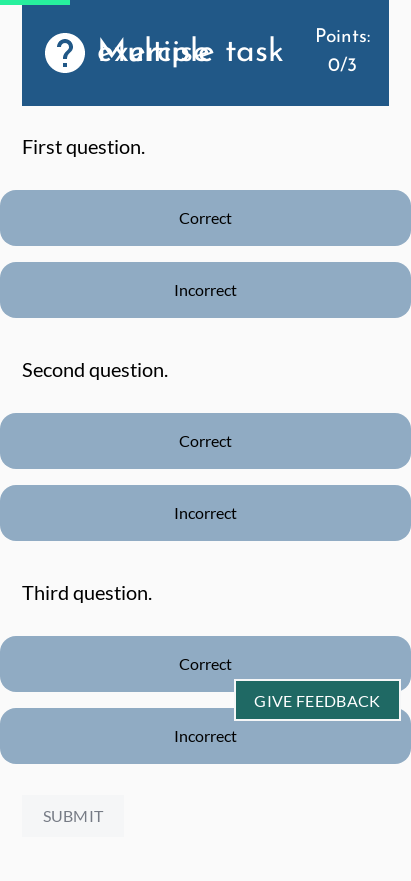 Multiple task
exercise
Points:
0/3
First question.
Correct
Incorrect
Second question.
Correct
Incorrect
Third question.
Correct
GIVE FEEDBACK
Incorrect
SUBMIT